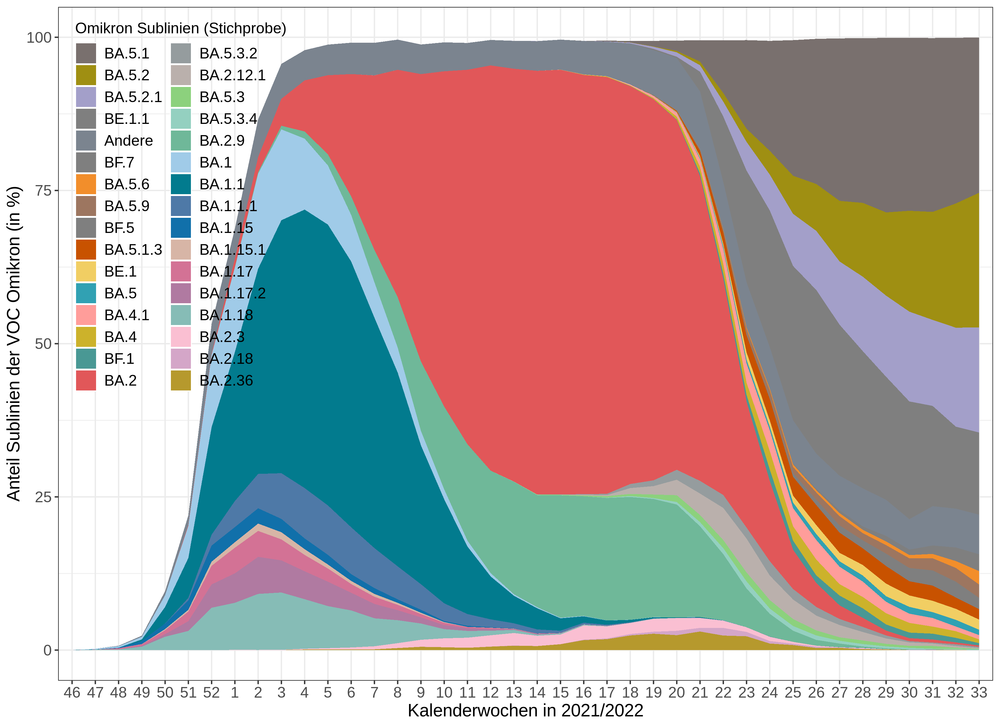 Omikron Sublinien (Stichprobe)
BA.5.1
BA.5.2
BA.5.2.1
BE.1.1
Andere
BF.7
BA.5.6
BA.5.9
BF.5
BA.5.1.3
BE.1
BA.5
BA.4.1
BA.4
BF.1
BA.2
BA.5.3.2
BA.2.12.1
BA.5.3
BA.5.3.4
BA.2.9
BA.1
BA.1.1
BA.1.1.1
BA.1.15
BA.1.15.1
BA.1.17
BA.1.17.2
BA.1.18
BA.2.3
BA.2.18
BA.2.36
Anteil Sublinien der VOC Omikron (in %)
100
75
50
25
0
46 47 48 49 50 51 52 1 2 3 4 5 6 7 8 9 10 11 12 13 14 15 16 17 18 19 20 21 22 23 24 25 26 27 28 29 30 31 32 33
Kalenderwochen in 2021/2022